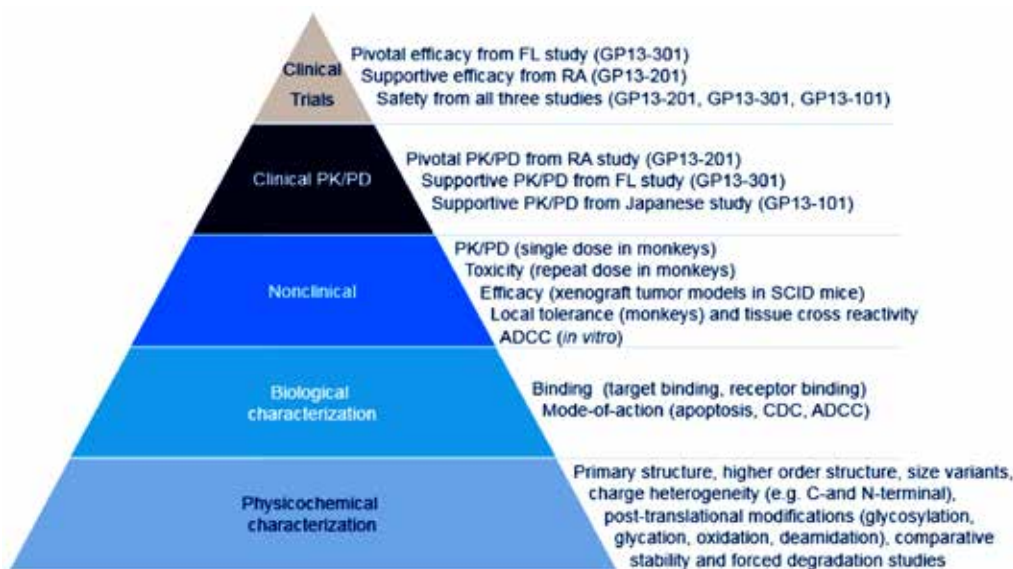 Clinical
Trials
Pivotal efficacy from FL study (GP13-301)
Supportive efficacy from RA (GP13-201)
Safety from all three studies (GP13-201, GP13-301, GP13-101)
Clinical PK/PD
Pivotal PK/PD from RA study (GP13-201)
Supportive PK/PD from FL study (GP13-301)
Supportive PK/PD from Japanese study (GP13-101)
Nonclinical
PK/PD (single dose in monkeys)
Toxicity (repeat dose in monkeys)
Efficacy (xenograft tumor models in SCID mice)
Local tolerance (monkeys) and tissue cross reactivity
ADCC (in vitro)
Biological
characterization
Binding (target binding, receptor binding)
Mode-of-action (apoptosis, CDC, ADCC)
Physicochemical
characterization
Primary structure, higher order structure, size variants,
charge heterogeneity (e.g. C-and N-terminal),
post-translational modifications (glycosylation,
glycation, oxidation, deamidation), comparative
stability and forced degradation studies